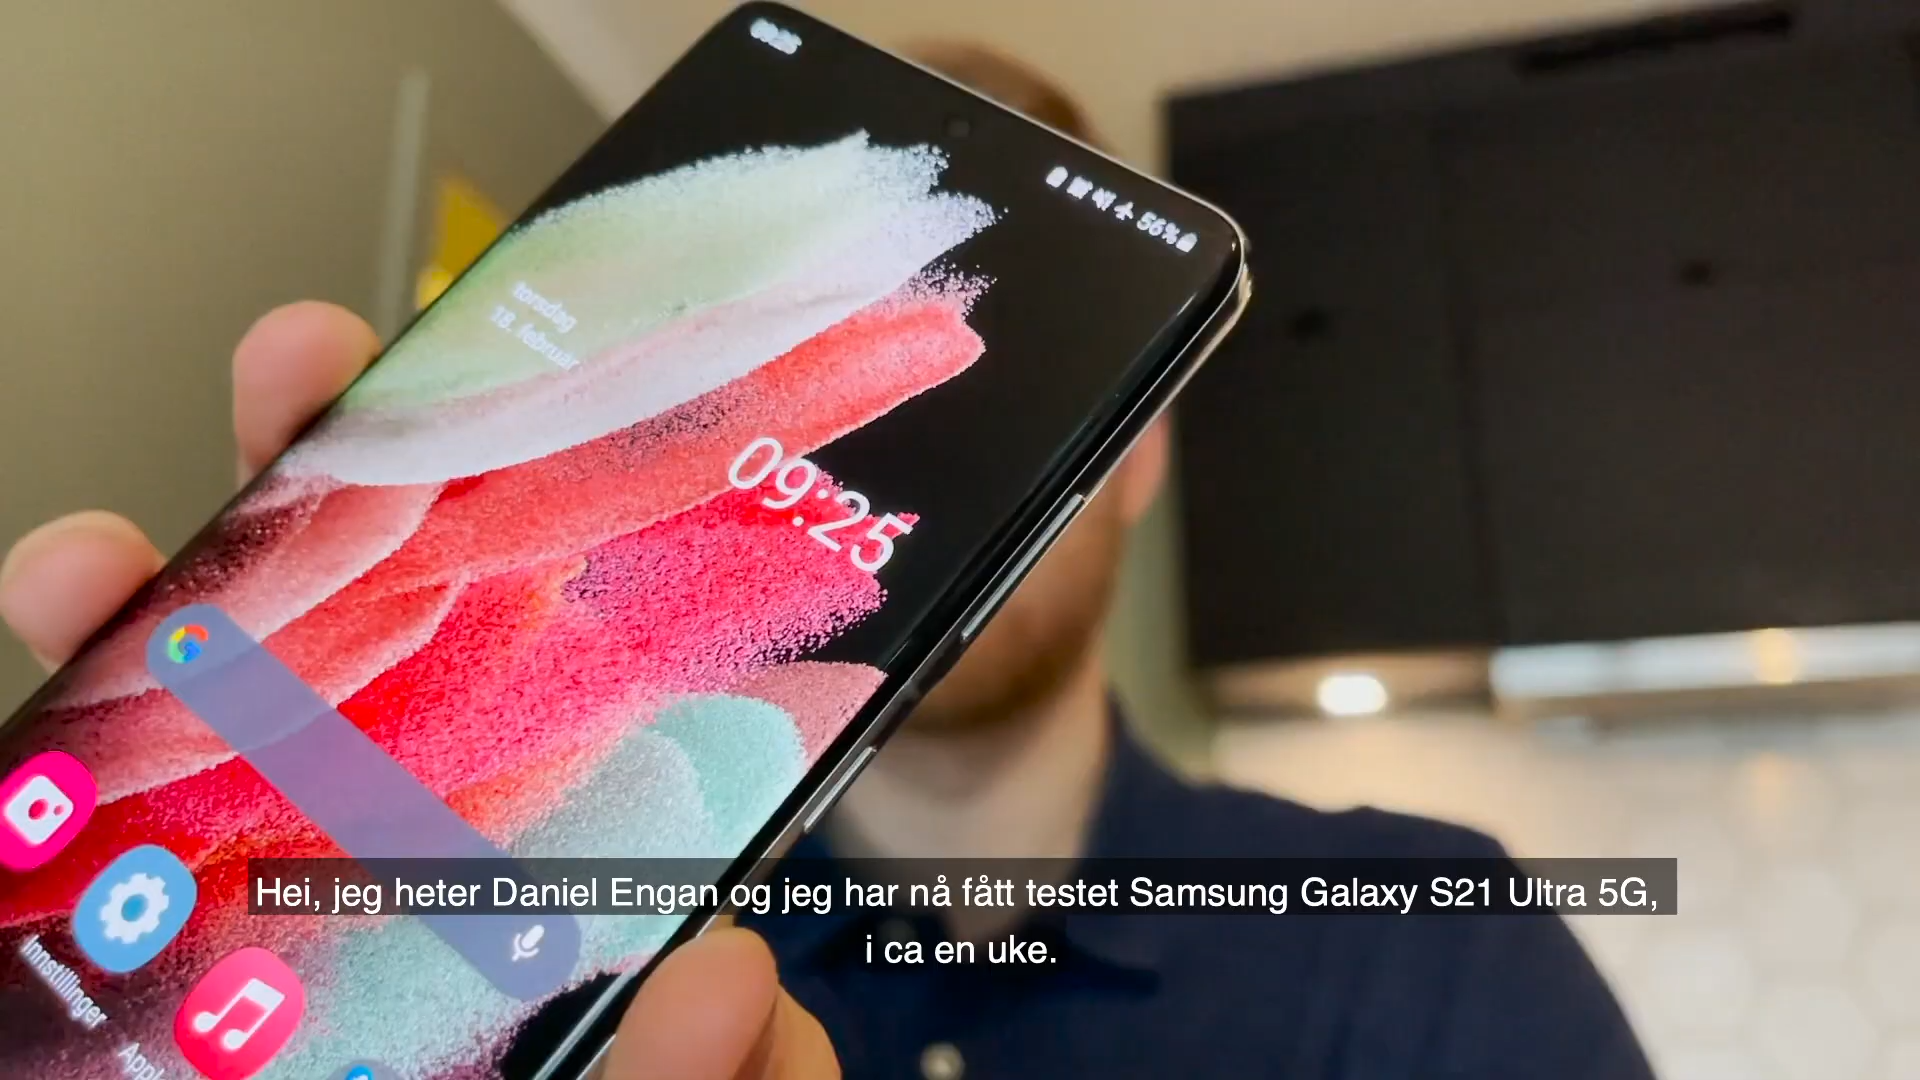 56%
torsdag
18. februar
09:25
Innstillinger
Hei, jeg heter Daniel Engan og jeg har nå fått testet Samsung Galaxy S21 Ultra 5G,
i ca en uke.